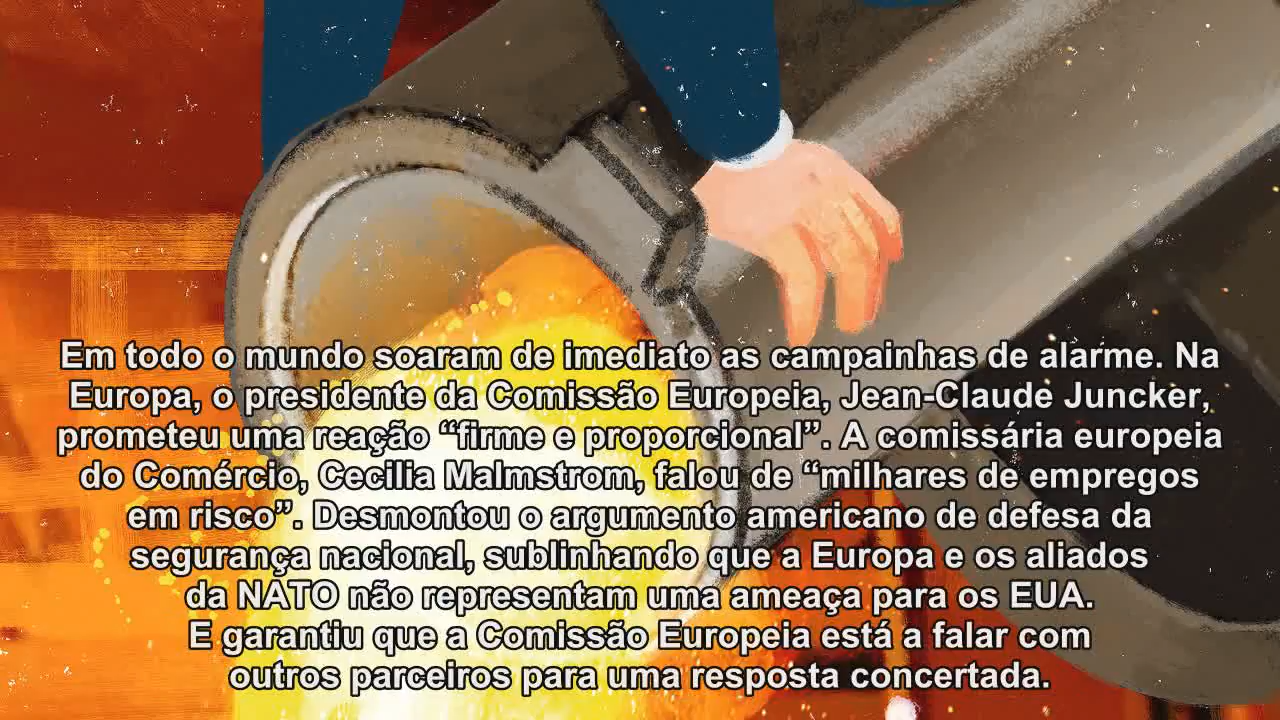 Em todo o mundo soaram de imediato as campainhas de alarme. Na
Europa, o presidente da Comissão Europeia, Jean-Claude Juncker,
prometeu uma reação “firme e proporcional”. A comissária europeia
do Comércio, Cecilia Malmstrom, falou de “milhares de empregos
em risco”. Desmontou o argumento americano de defesa da
segurança nacional, sublinhando que a Europa e os aliados
da NATO não representam uma ameaça para os EUA.
E garantiu que a Comissão Europeia está a falar com
outros parceiros para uma resposta concertada.